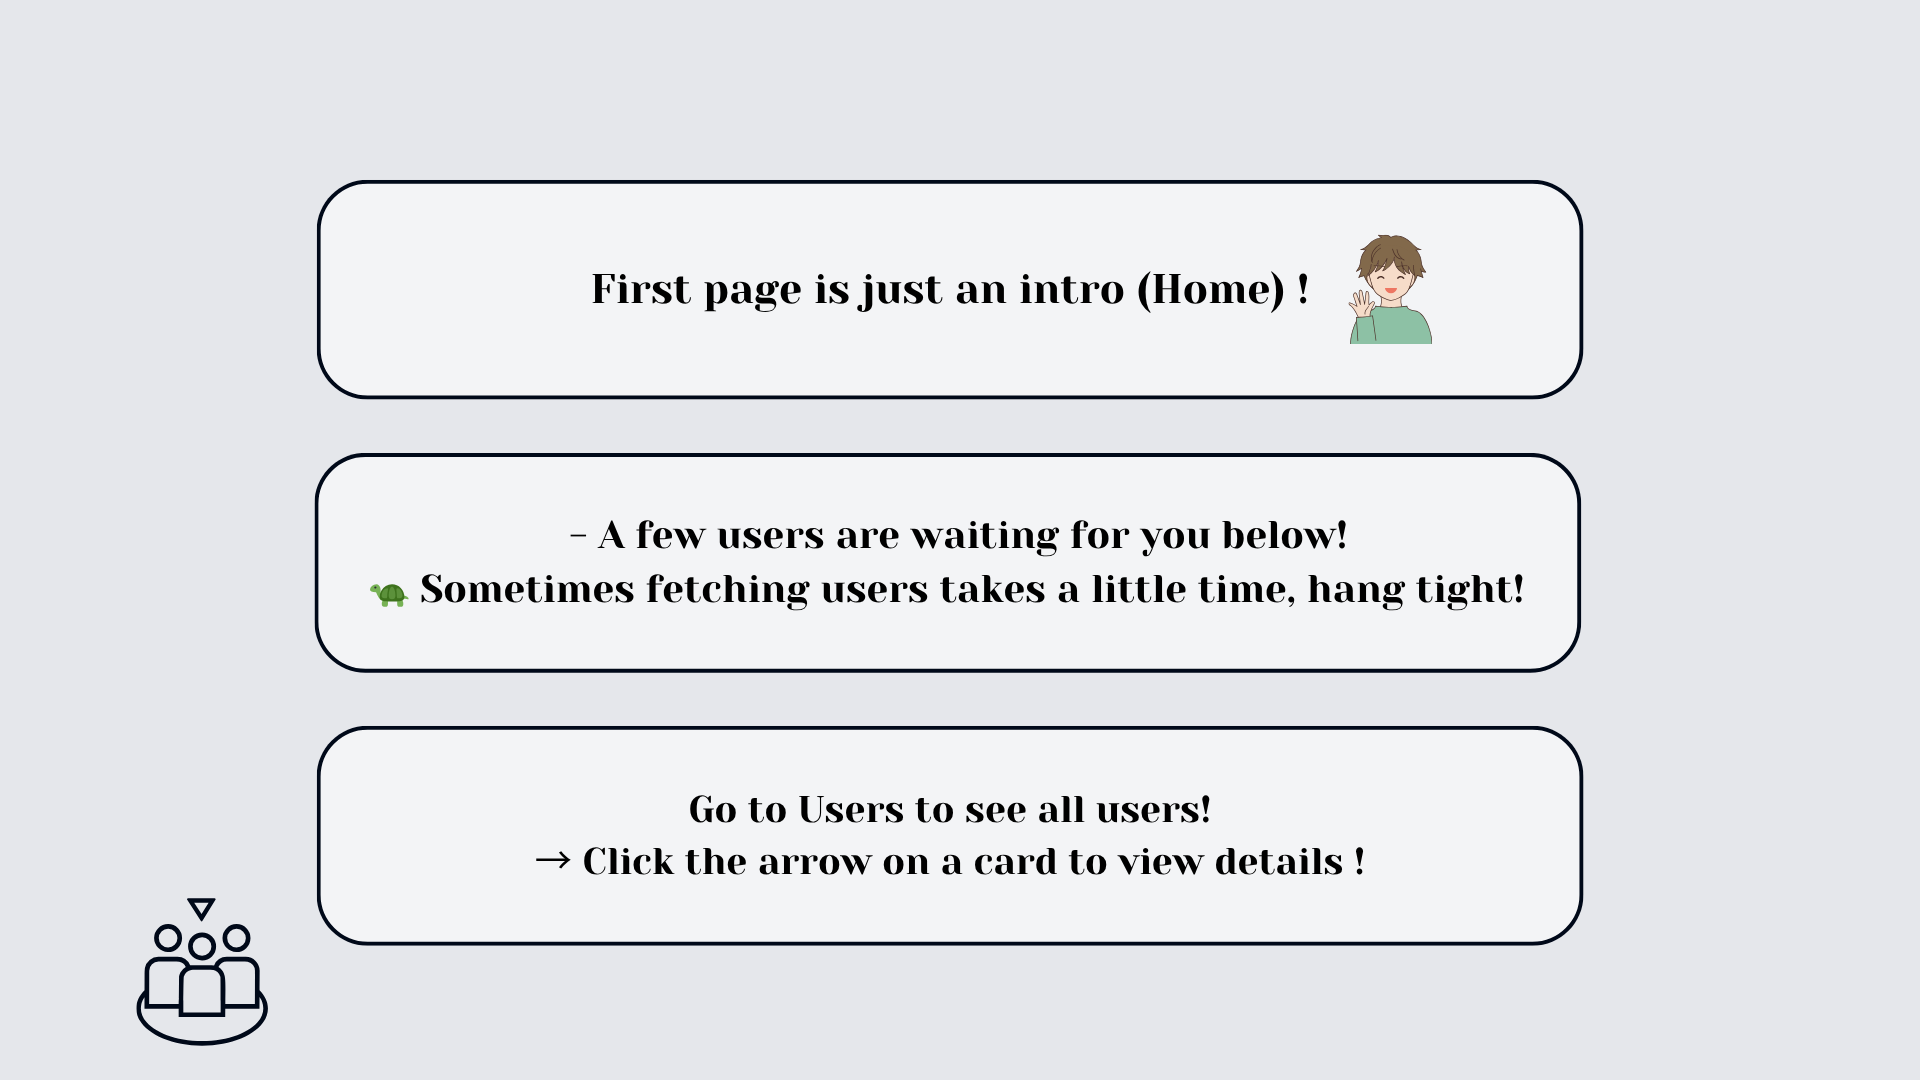 First page is just an intro (Home) !
- A few users are waiting for you below!
🐢 Sometimes fetching users takes a little time, hang tight!
Go to Users to see all users!
→ Click the arrow on a card to view details !